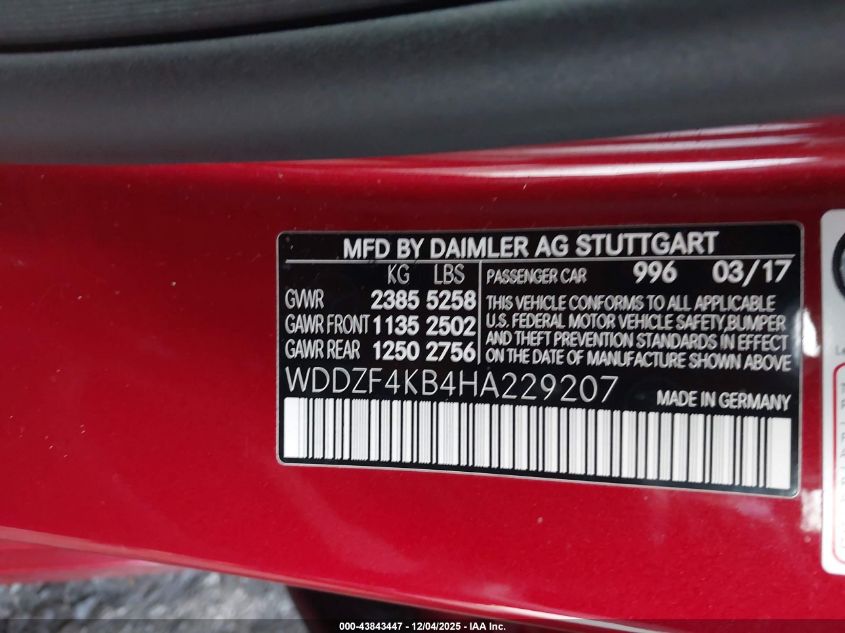 MFD BY DAIMLER AG STUTTGART
KG LBS
GVWR 2385 5258
GAWR FRONT 1135 2502
GAWR REAR 1250 2756
PASSENGER CAR 996 03/17
THIS VEHICLE CONFORMS TO ALL APPLICABLE
U.S. FEDERAL MOTOR VEHICLE SAFETY,BUMPER
AND THEFT PREVENTION STANDARDS IN EFFECT
ON THE DATE OF MANUFACTURE SHOWN ABOVE
WDDZF4KB4HA229207 MADE IN GERMANY
000-43843447 | 12/04/2025 - IAA Inc.